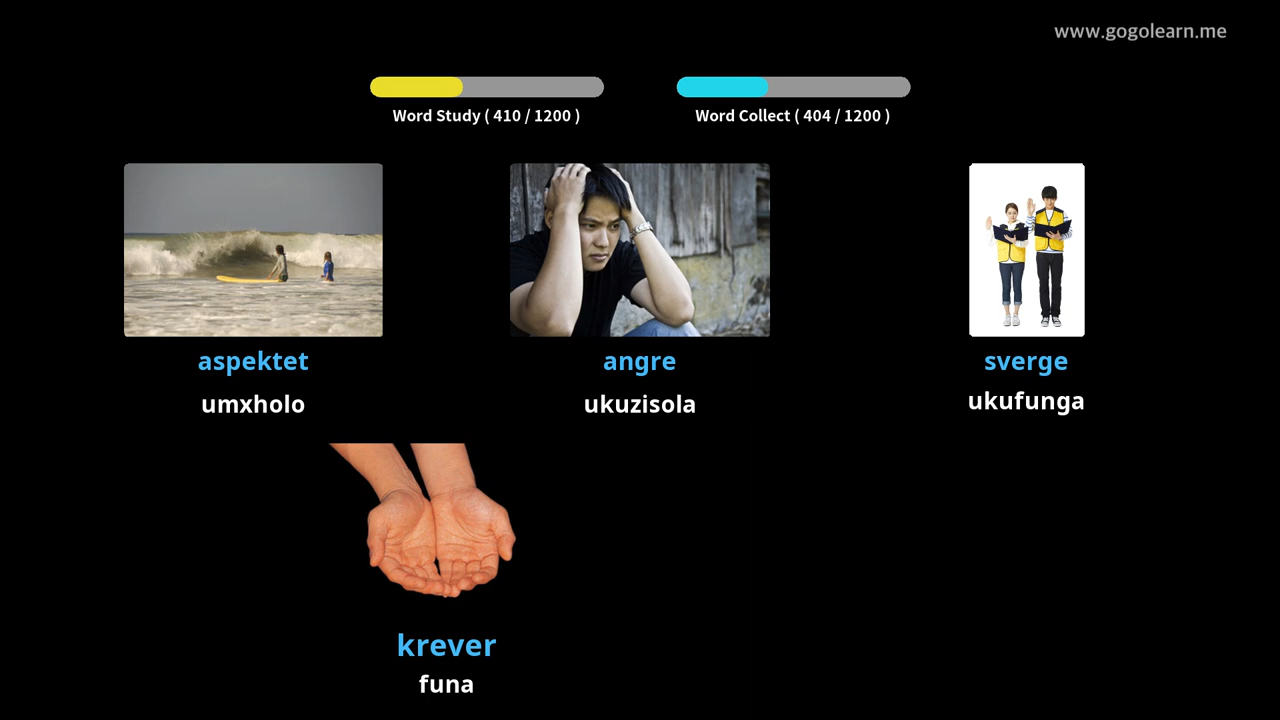 www.gogolearn.me
Word Study ( 410 / 1200 )
Word Collect ( 404 / 1200 )
aspektet
umxholo
angre
ukuzisola
sverge
ukufunga
krever
funa